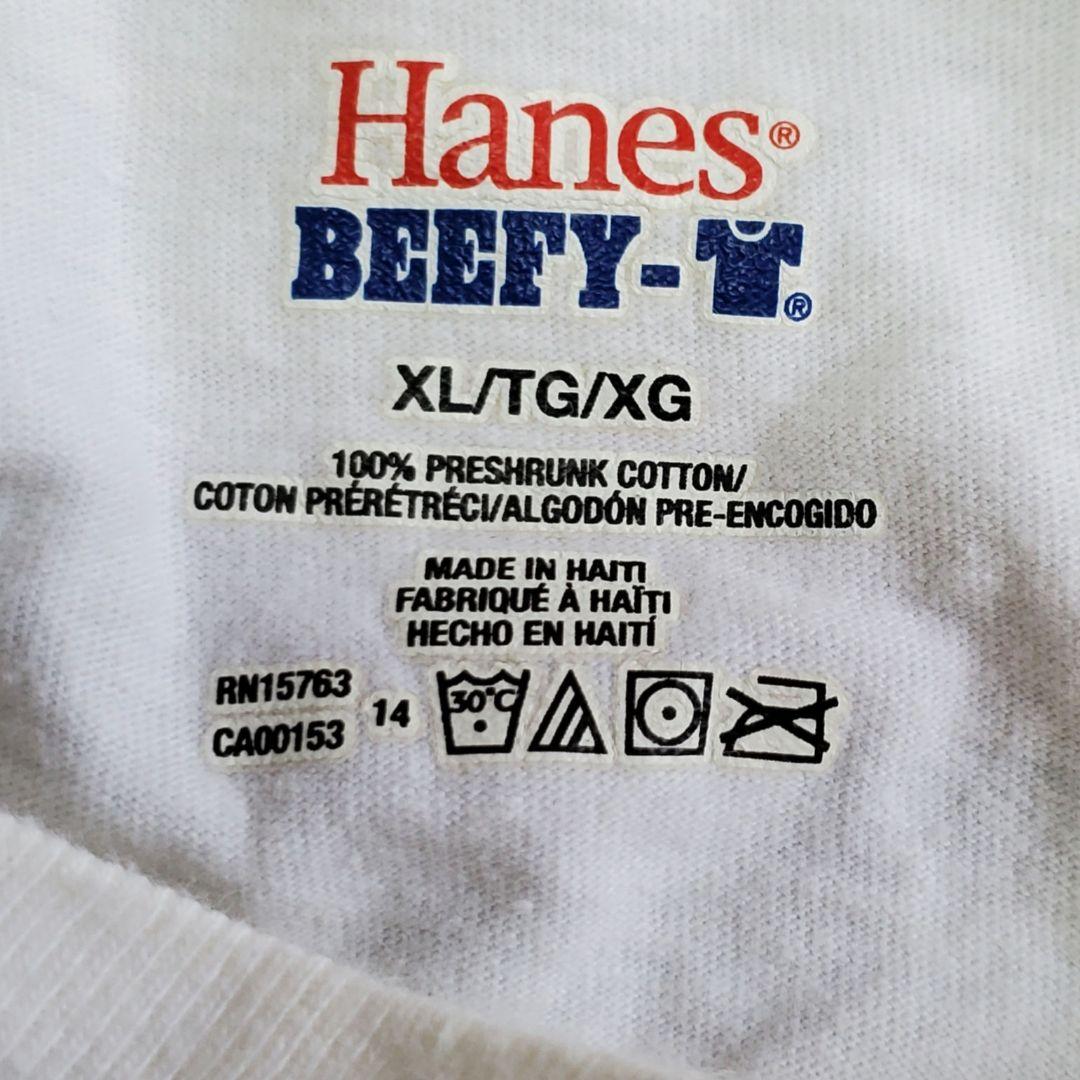 Hanes®
BEEFY-T®
XL/TG/XG
100% PRESHRUNK COTTON/
COTON PRÉRÉTRÉCI/ALGODÓN PRE-ENCOGIDO
MADE IN HAITI
FABRIQUÉ À HAÏTI
HECHO EN HAITÍ
RN15763
CA00153
14
30°C